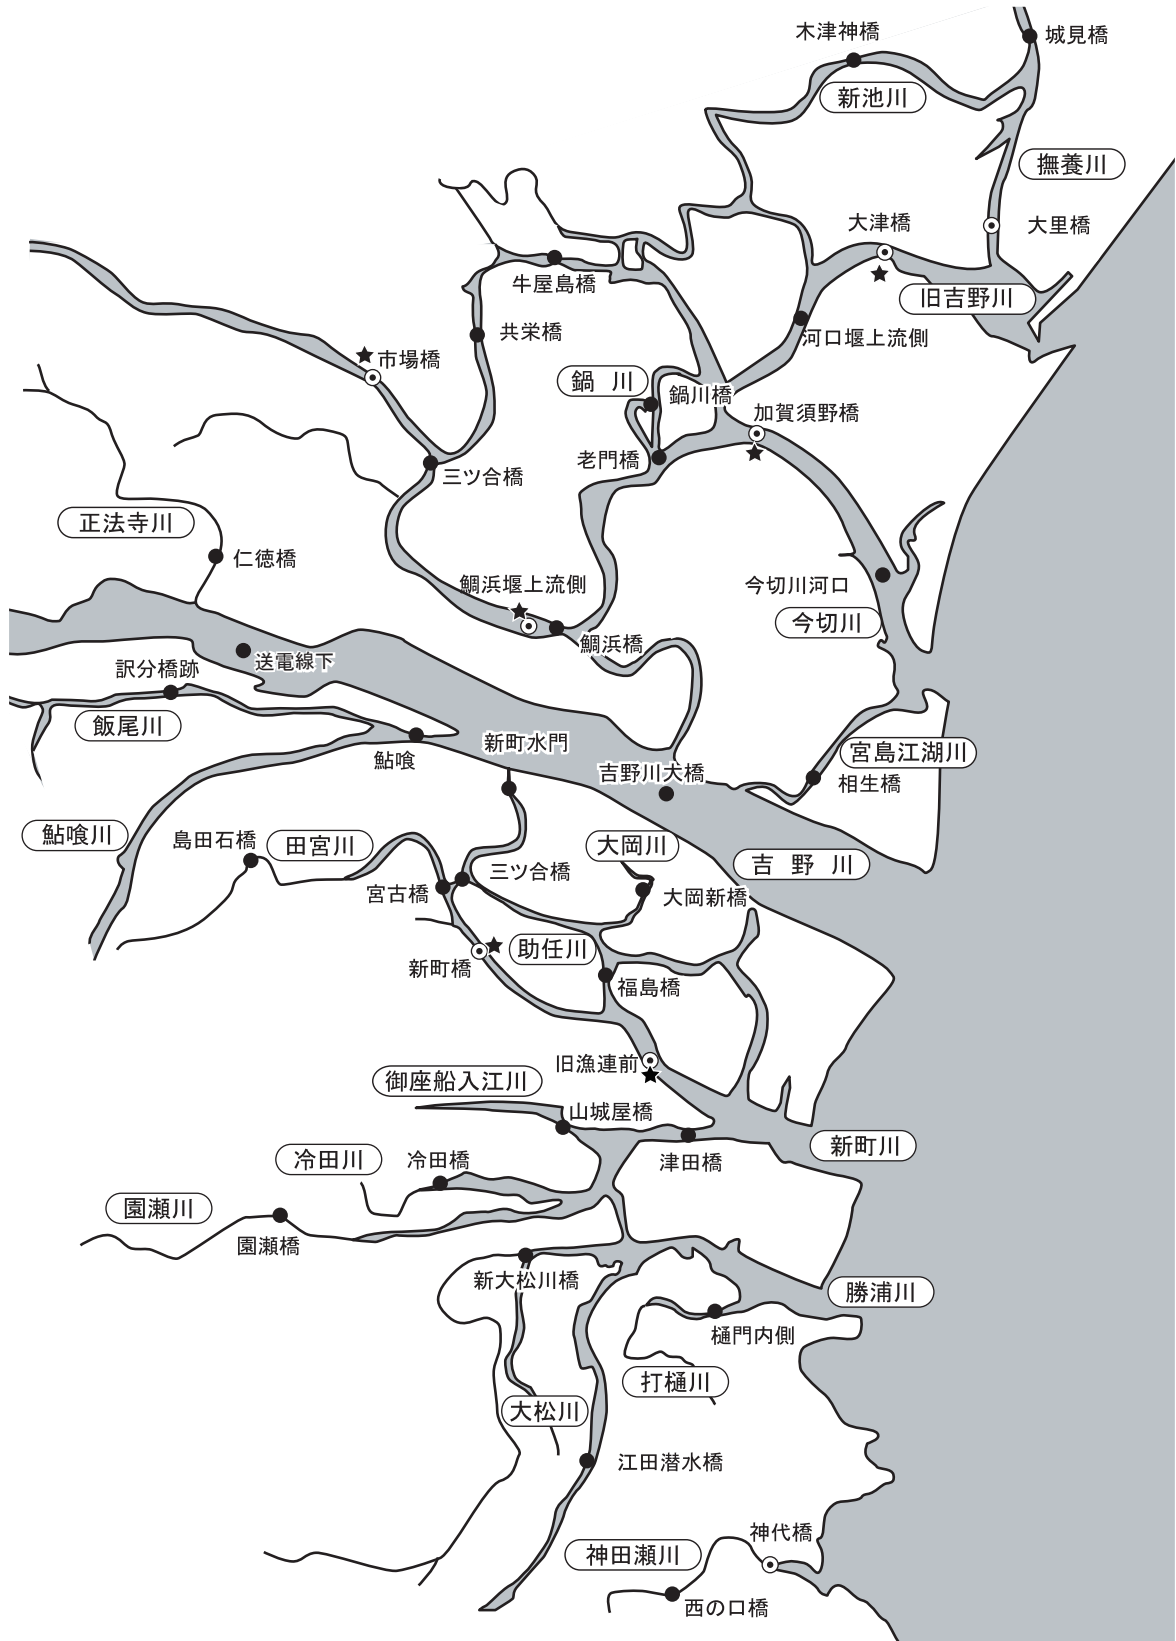 木津神橋
城見橋
新池川
撫養川
大津橋
大里橋
牛屋島橋
旧吉野川
共栄橋
河口堰上流側
市場橋
鍋 川
鍋川橋
加賀須野橋
老門橋
三ツ合橋
正法寺川
仁徳橋
鯛浜堰上流側
今切川河口
今切川
鯛浜橋
送電線下
訳分橋跡
飯尾川
新町水門
宮島江湖川
鮎喰
吉野川大橋
相生橋
鮎喰川
島田石橋
田宮川
大岡川
吉 野 川
三ツ合橋
宮古橋
大岡新橋
助任川
新町橋
福島橋
旧漁連前
御座船入江川
山城屋橋
新町川
冷田川
冷田橋
津田橋
園瀬川
園瀬橋
新大松川橋
勝浦川
樋門内側
打樋川
大松川
江田潜水橋
神代橋
神田瀬川
西の口橋